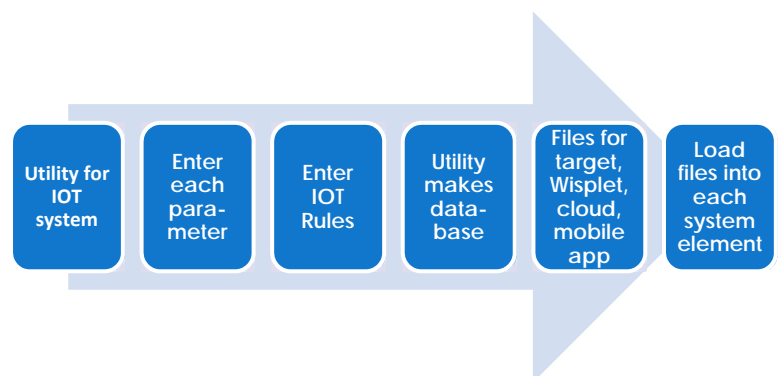 Utility for
IOT
system
Enter
each
para-
meter
Enter
IOT
Rules
Utility
makes
data-
base
Files for
target,
Wisplet,
cloud,
mobile
app
Load
files into
each
system
element